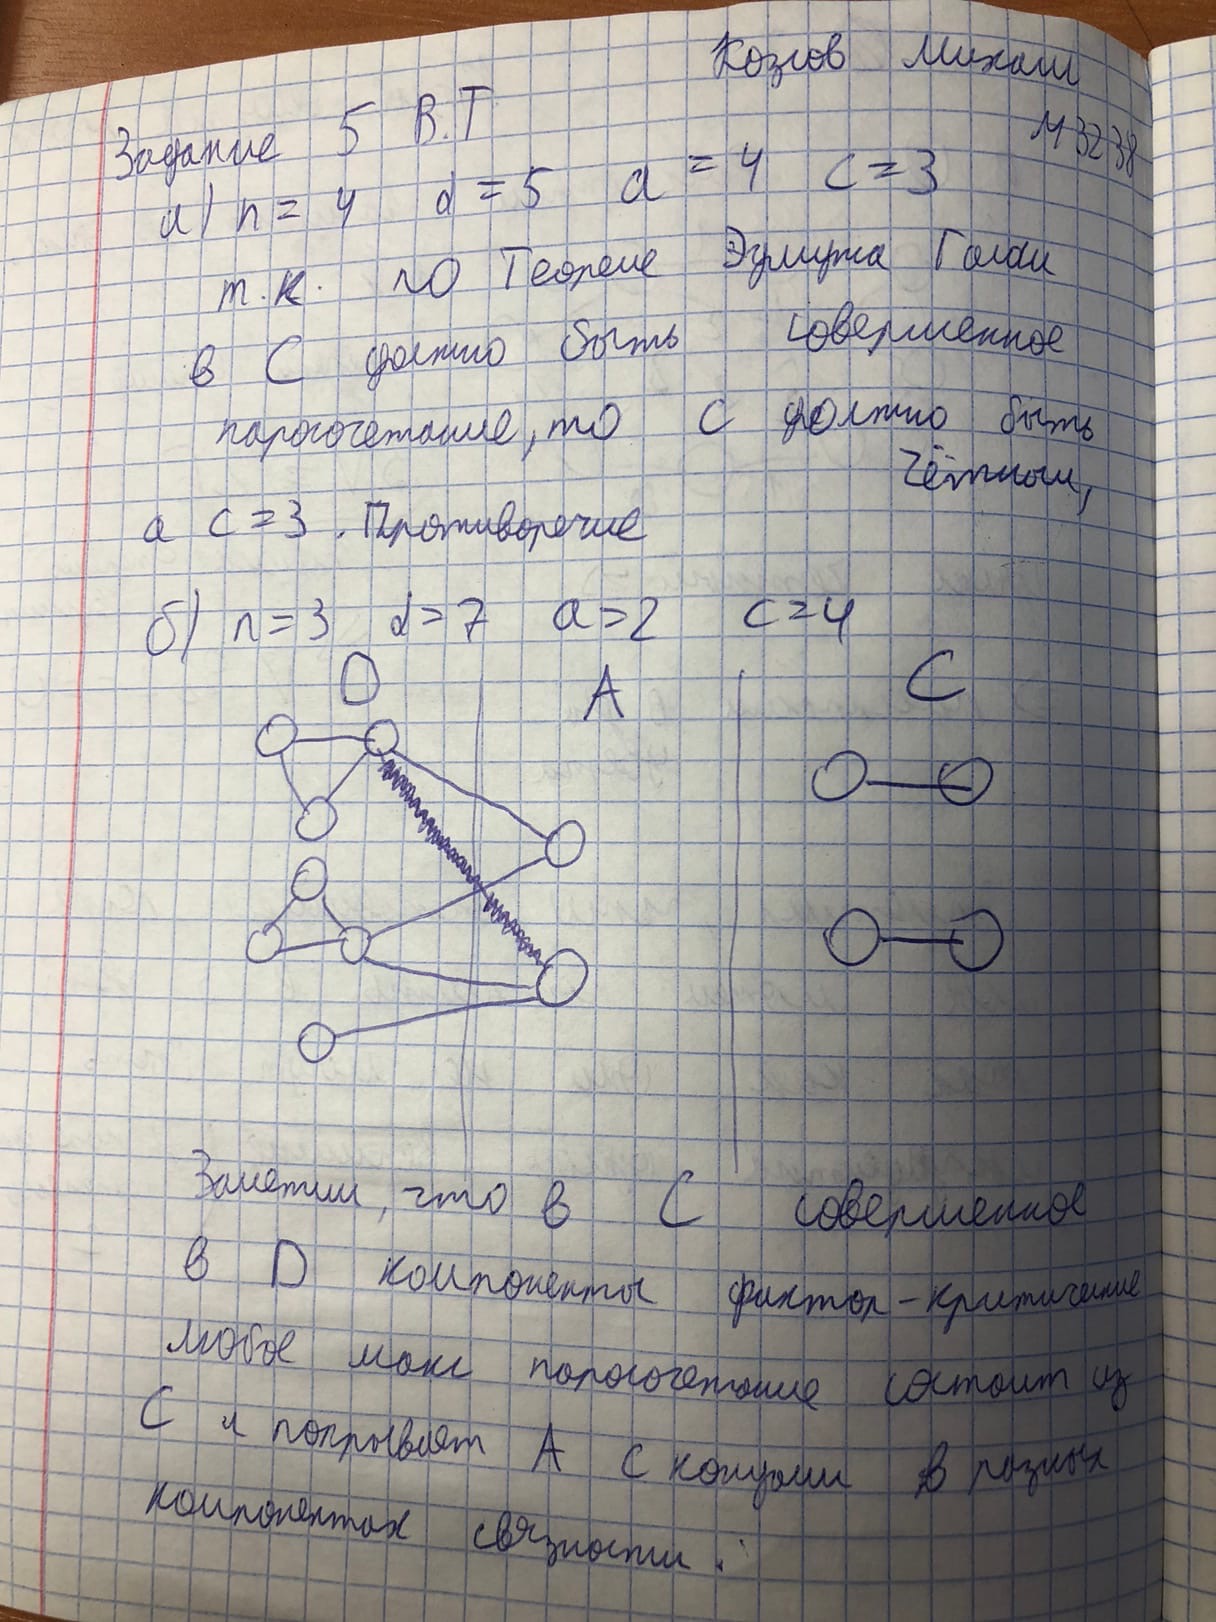 Козлов Михаил
М3238
Задание 5 В.Т
а) n = 4 d = 5 a = 4 c = 3
т.к. по Теореме Эдмундса Галаи
в С должно быть совершенное
паросочетание, то С должно быть
чётным,
а c = 3. Противоречие
б) n = 3 d = 7 a = 2 c = 4
D A C
Заметим, что в С совершенное
в D компоненты фактор-критические
любое макс паросочетание состоит из
С и покрывает А с концами в разных
компонентах связности.